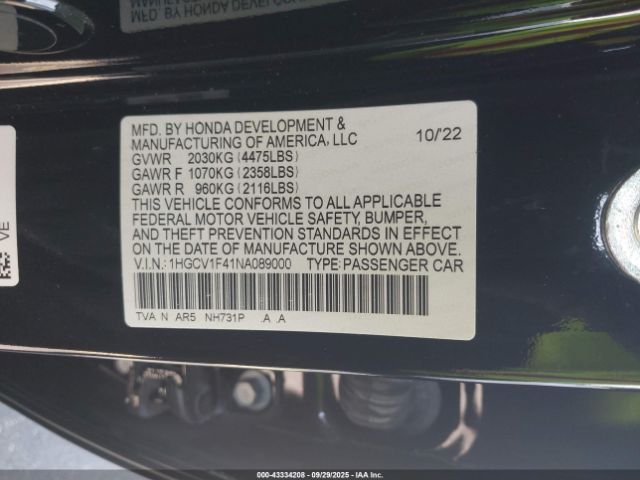 MFD. BY HONDA DEVELOPMENT &
MANUFACTURING OF AMERICA, LLC 10/'22
GVWR 2030KG (4475LBS)
GAWR F 1070KG (2358LBS)
GAWR R 960KG (2116LBS)
THIS VEHICLE CONFORMS TO ALL APPLICABLE
FEDERAL MOTOR VEHICLE SAFETY, BUMPER,
AND THEFT PREVENTION STANDARDS IN EFFECT
ON THE DATE OF MANUFACTURE SHOWN ABOVE.
V.I.N.: 1HGCV1F41NA089000 TYPE: PASSENGER CAR
TVA N AR5 NH731P .A .A
VE
000-43334208 - 09/29/2025 - IAAI Inc.